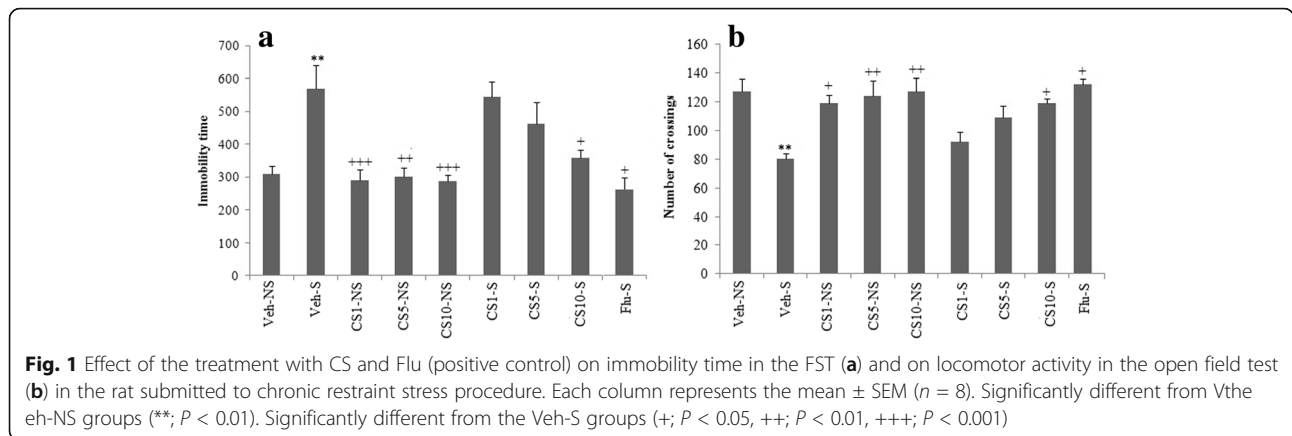 a
700
600
500
400
300
200
100
0
Immobility time
**
+++
++
+++
+
+
Veh-NS
Veh-S
CS1-NS
CS5-NS
CS10-NS
CS1-S
CS5-S
CS10-S
Flu-S
b
160
140
120
100
80
60
40
20
0
Number of crossings
**
+
++
++
+
+
Veh-NS
Veh-S
CS1-NS
CS5-NS
CS10-NS
CS1-S
CS5-S
CS10-S
Flu-S
Fig. 1 Effect of the treatment with CS and Flu (positive control) on immobility time in the FST (a) and on locomotor activity in the open field test
(b) in the rat submitted to chronic restraint stress procedure. Each column represents the mean ± SEM (n = 8). Significantly different from Vthe
eh-NS groups (**; P < 0.01). Significantly different from the Veh-S groups (+; P < 0.05, ++; P < 0.01, +++; P < 0.001)